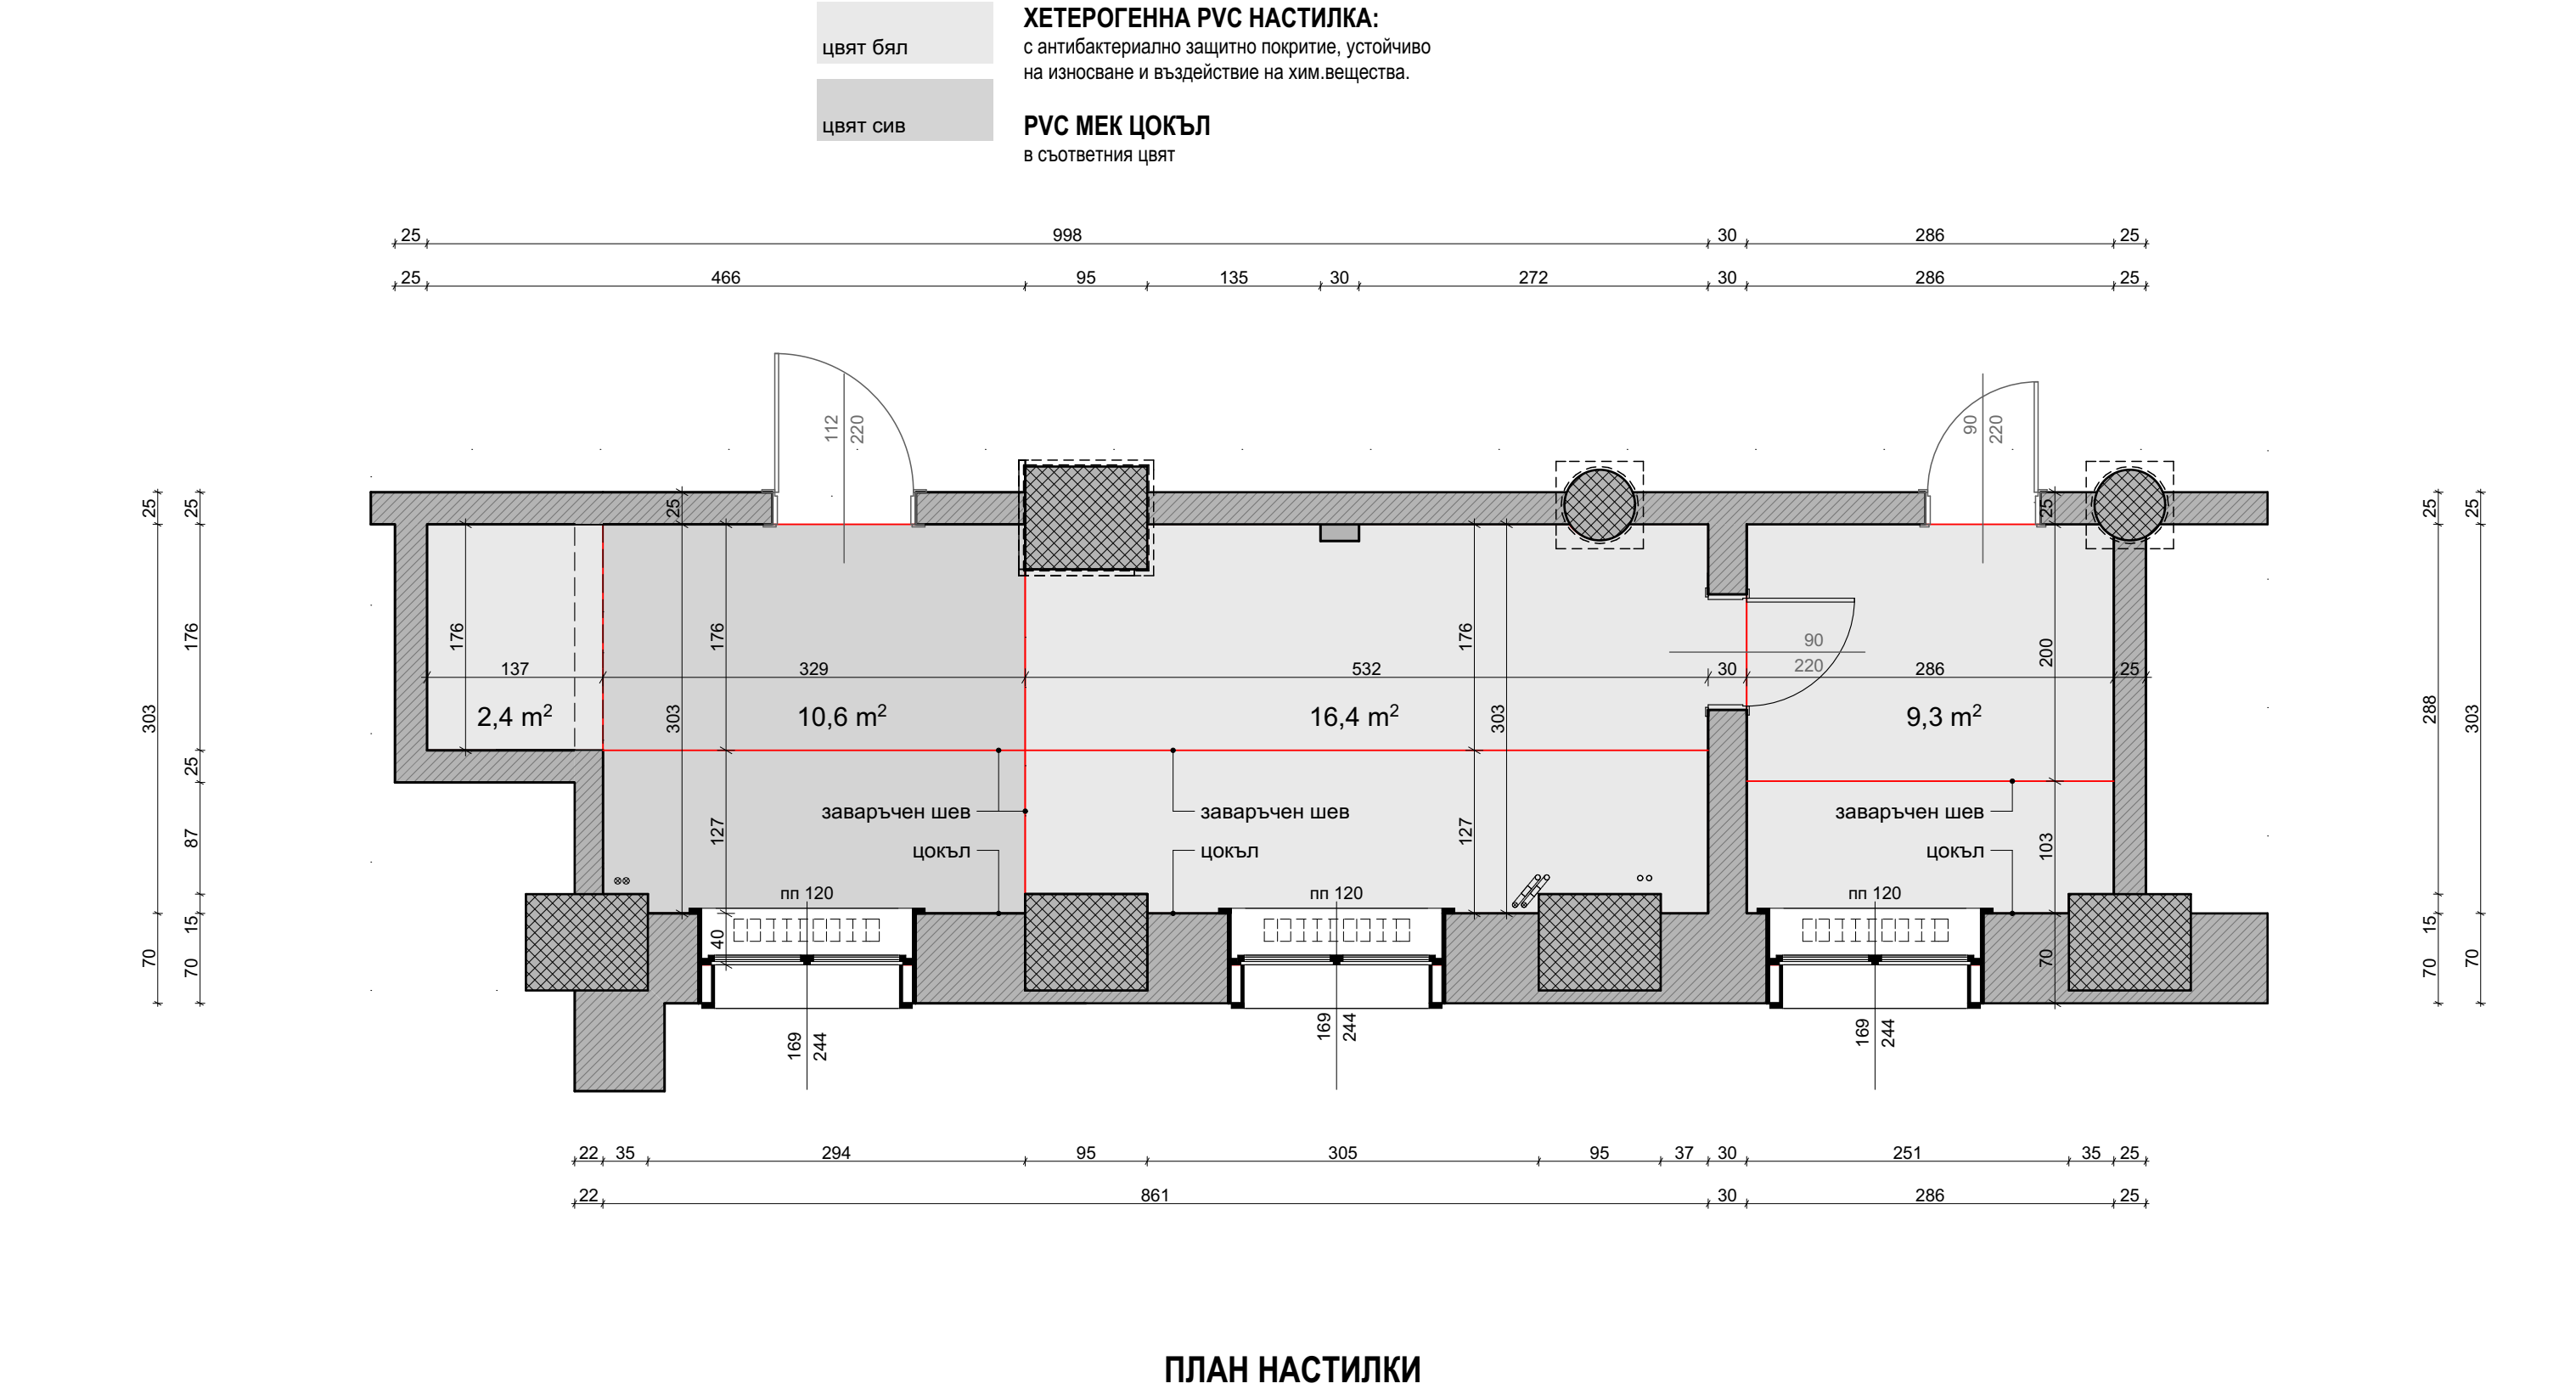 ХЕТЕРОГЕННА PVC НАСТИЛКА:
цвят бял
с антибактериално защитно покритие, устойчиво
на износване и въздействие на хим.вещества.
цвят сив
PVC МЕК ЦОКЪЛ
в съответния цвят
25 998 30 286 25
25 466 95 135 30 272 30 286 25
112 220
90 220
25 25 25 25 25 25
176 176 176 176
90
220
200
137 329 532 30 286 25
2,4 m² 10,6 m² 16,4 m² 9,3 m²
303 303 303 288 303
25
заваръчен шев заваръчен шев заваръчен шев
87 127 127 103
цокъл цокъл цокъл
пп 120 пп 120 пп 120
15 40 15
70 70 70 70 70
169 244 169 244 169 244
22 35 294 95 305 95 37 30 251 35 25
22 861 30 286 25
ПЛАН НАСТИЛКИ